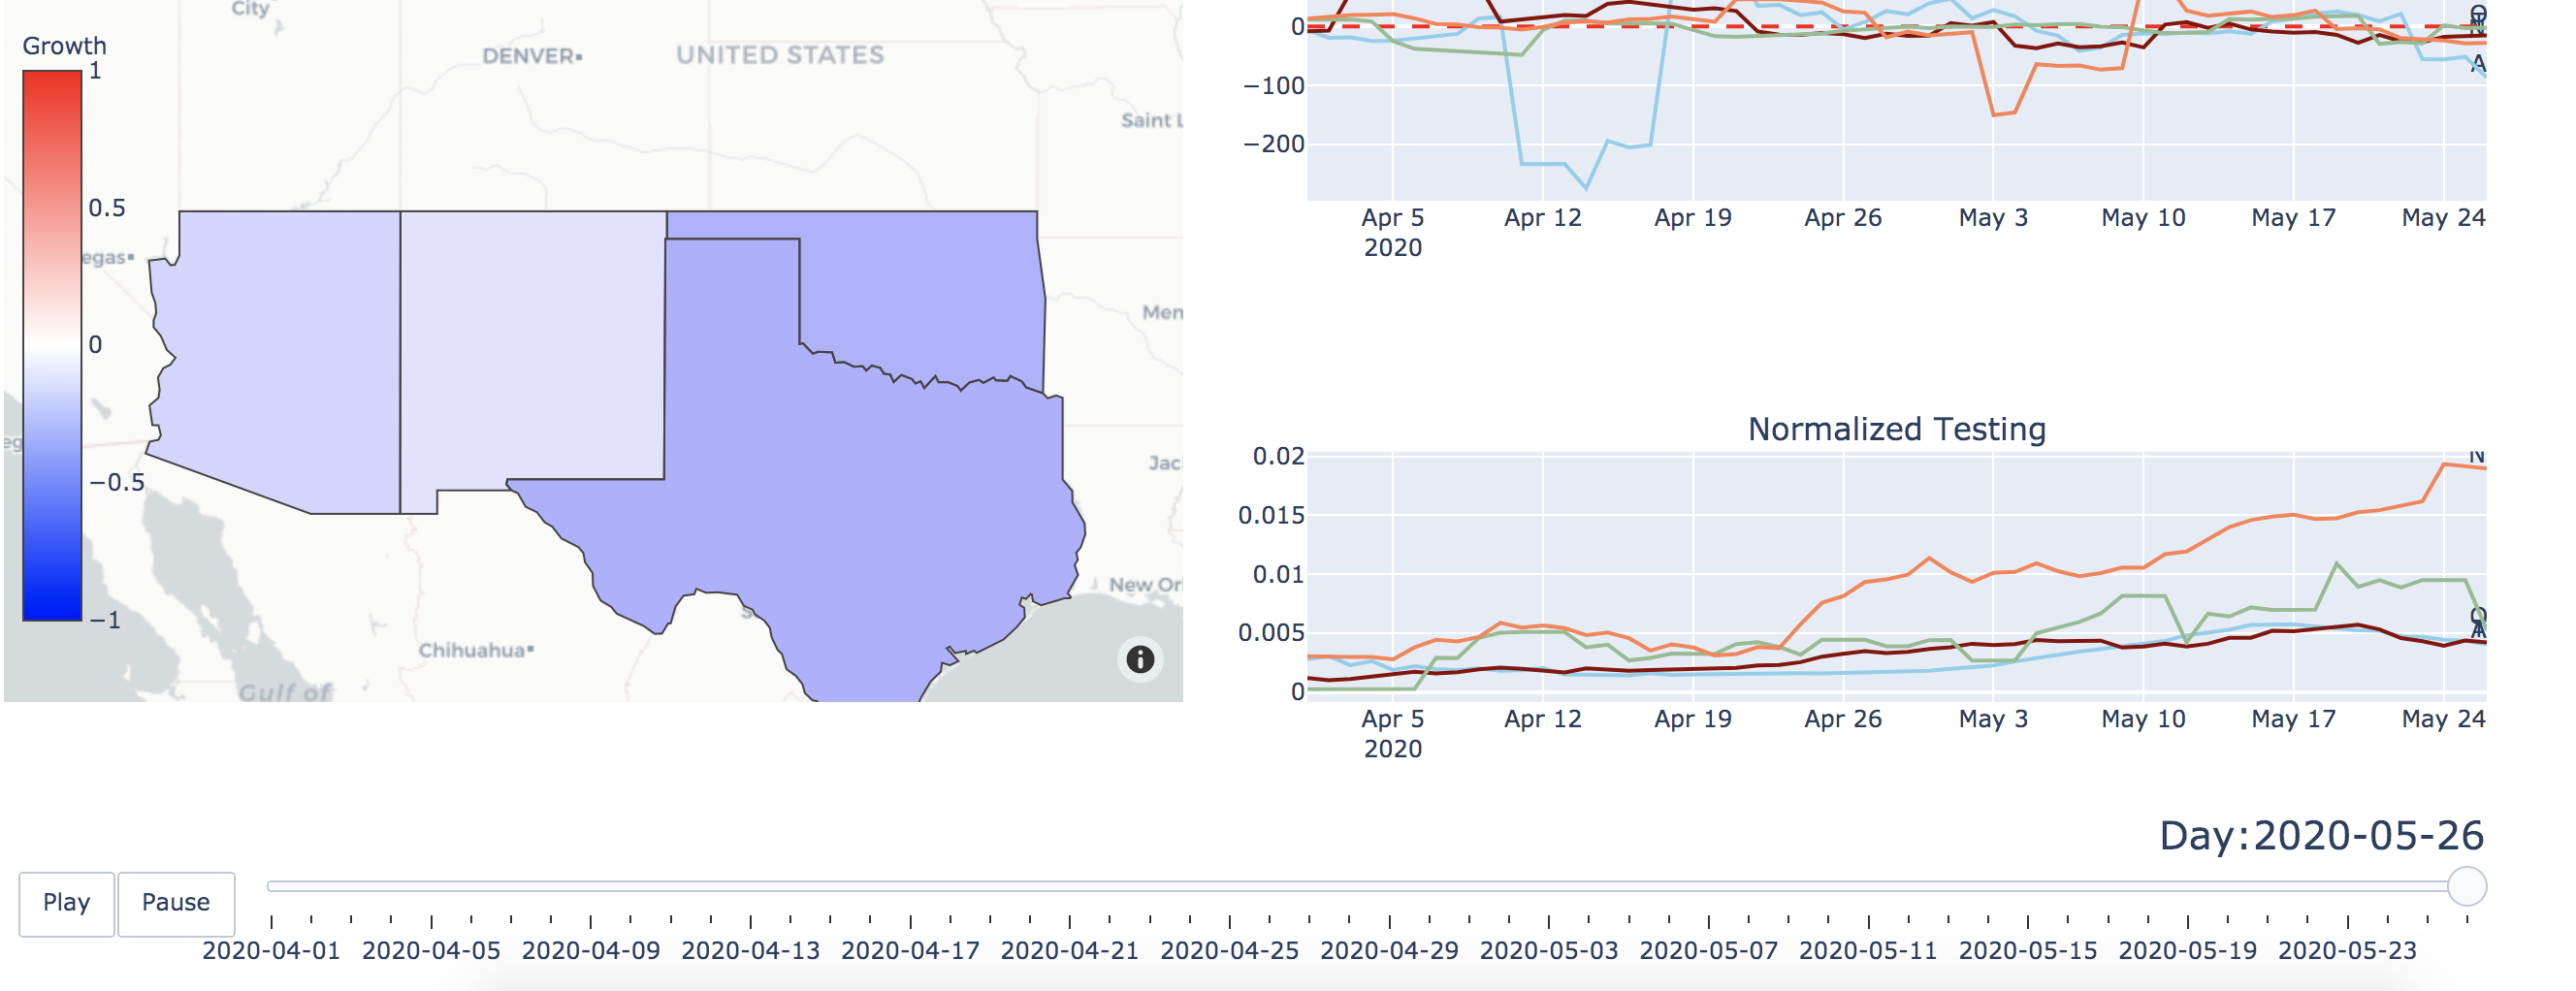 City
Growth
1
0.5
0
−0.5
−1
DENVER
UNITED STATES
Saint L
egas
Men
Jac
New Orl
eg
Chihuahua
S
Gulf of
0
−100
−200
A
Apr 5
2020
Apr 12
Apr 19
Apr 26
May 3
May 10
May 17
May 24
Normalized Testing
0.02
0.015
0.01
0.005
0
N
O
A
Apr 5
2020
Apr 12
Apr 19
Apr 26
May 3
May 10
May 17
May 24
Day:2020-05-26
Play
Pause
2020-04-01
2020-04-05
2020-04-09
2020-04-13
2020-04-17
2020-04-21
2020-04-25
2020-04-29
2020-05-03
2020-05-07
2020-05-11
2020-05-15
2020-05-19
2020-05-23